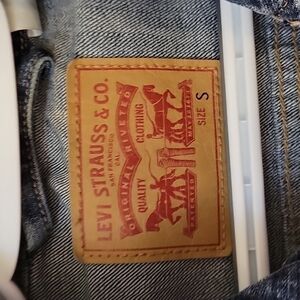 LEVI STRAUSS & CO.
SAN FRANCISCO
CAL
ORIGINAL RIVETED
QUALITY CLOTHING
SIZE S